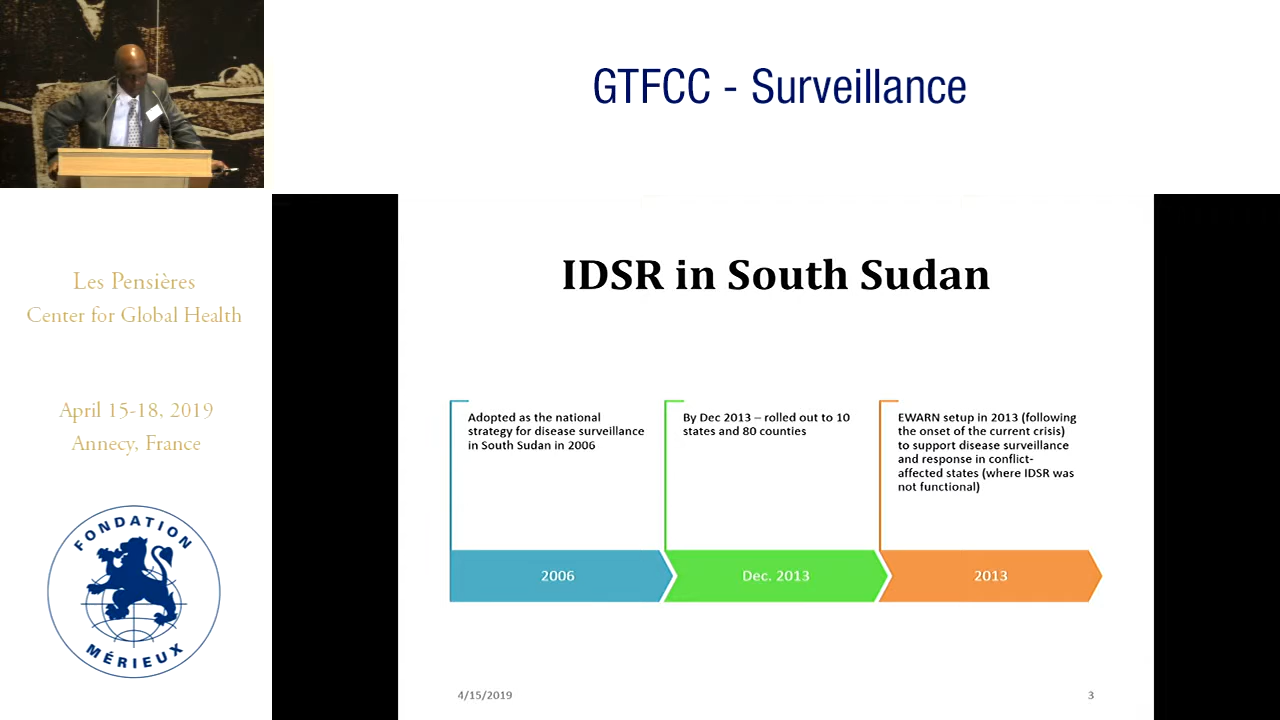 GTFCC - Surveillance
Les Pensières
Center for Global Health
April 15-18, 2019
Annecy, France
FONDATION
MÉRIEUX
IDSR in South Sudan
Adopted as the national
strategy for disease surveillance
in South Sudan in 2006
By Dec 2013 – rolled out to 10
states and 80 counties
EWARN setup in 2013 (following
the onset of the current crisis)
to support disease surveillance
and response in conflict-
affected states (where IDSR was
not functional)
2006
Dec. 2013
2013
4/15/2019
3